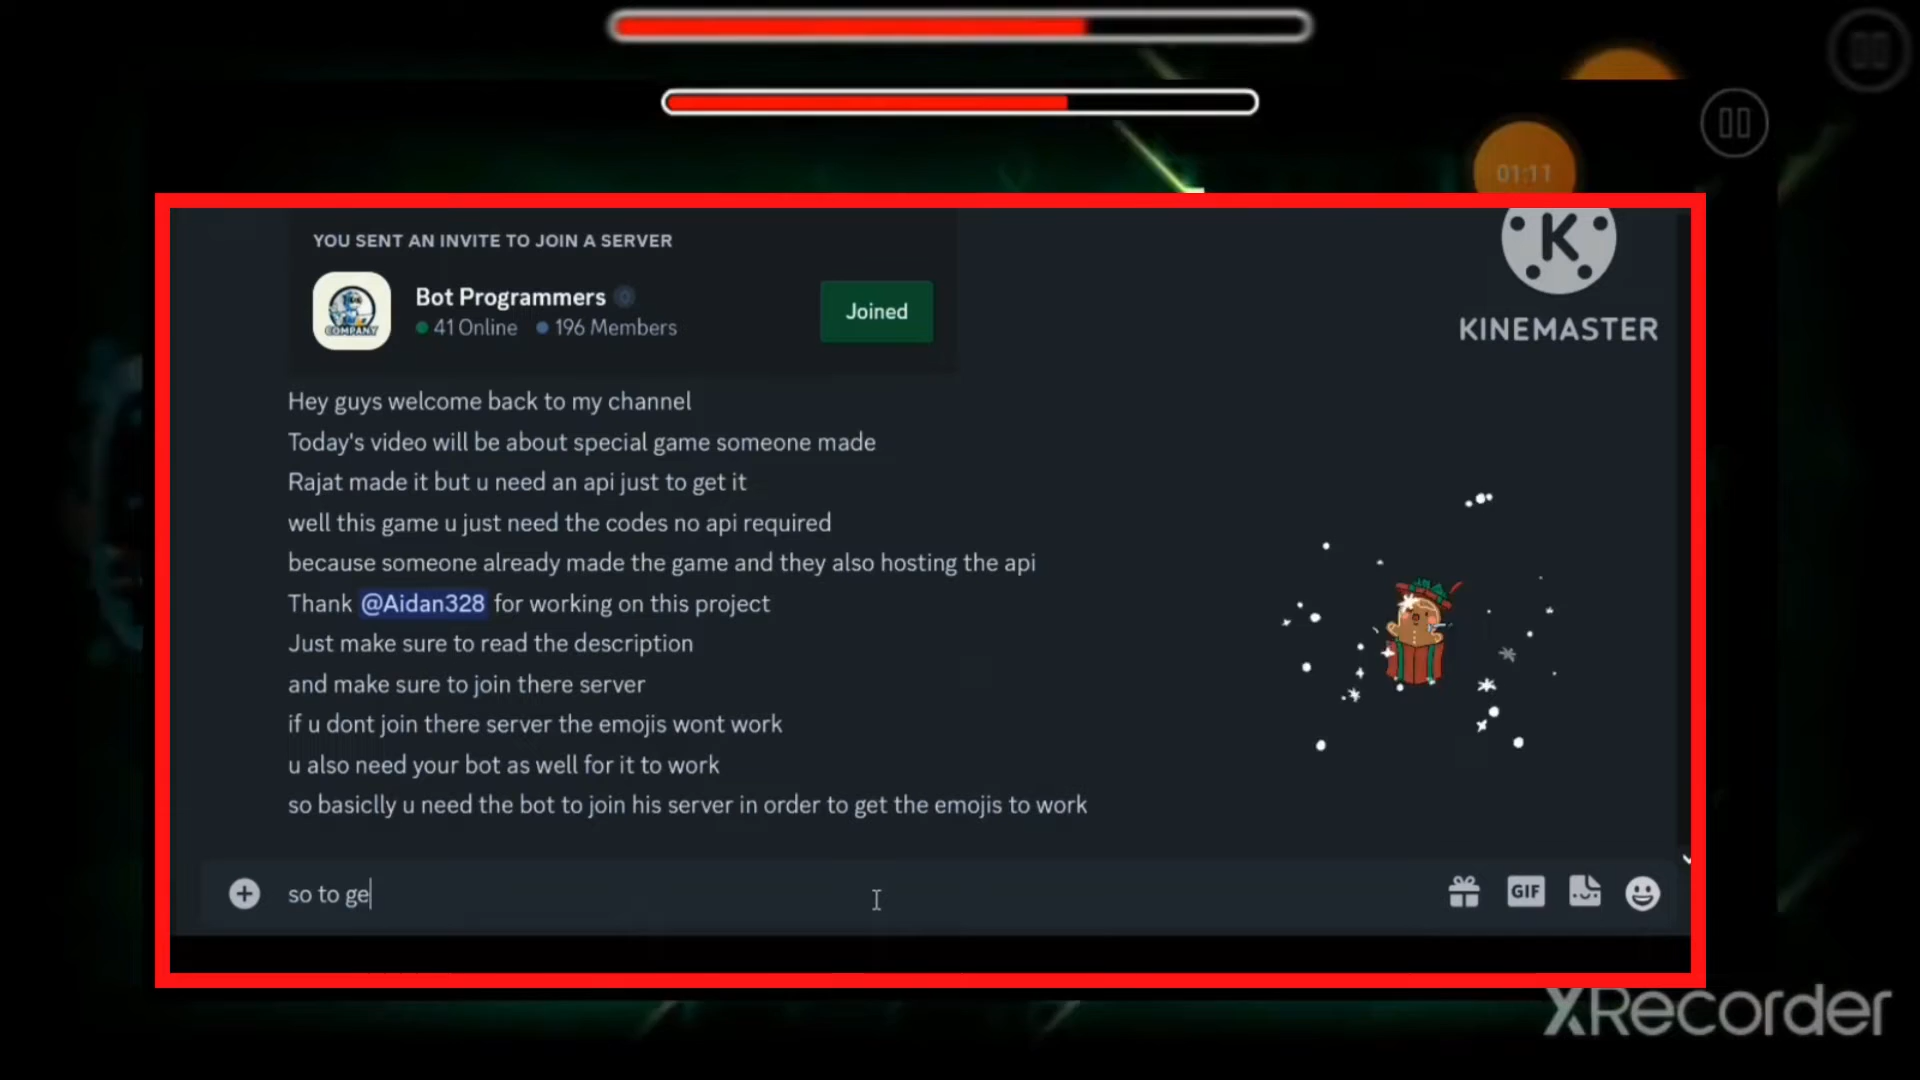 01:11
YOU SENT AN INVITE TO JOIN A SERVER
COMPANY
Bot Programmers
41 Online 196 Members
Joined
K
KINEMASTER
Hey guys welcome back to my channel
Today's video will be about special game someone made
Rajat made it but u need an api just to get it
well this game u just need the codes no api required
because someone already made the game and they also hosting the api
Thank @Aidan328 for working on this project
Just make sure to read the description
and make sure to join there server
if u dont join there server the emojis wont work
u also need your bot as well for it to work
so basiclly u need the bot to join his server in order to get the emojis to work
so to ge
GIF
XRecorder